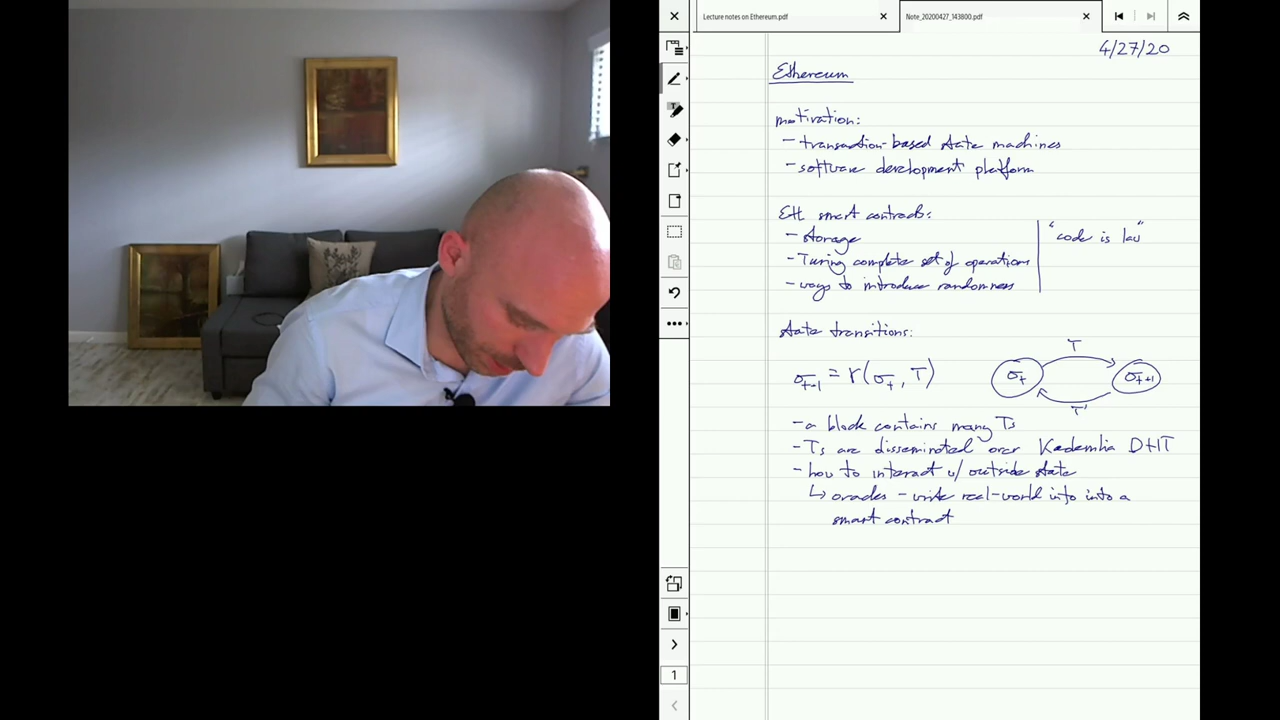 Lecture notes on Ethereum.pdf
Note_20200427_143800.pdf
4/27/20
Ethereum
motivation:
- transaction-based state machines
- software development platform
ETH smart contracts:
- storage
"code is law"
- Turing complete set of operations
- ways to introduce randomness
state transitions:
T
σt+1 = γ(σt, T)
σt
σt+1
T'
- a block contains many Ts
- Ts are disseminated over Kademlia DHT
- how to interact w/ outside state
↳ oracles - write real-world info into a
smart contract
1